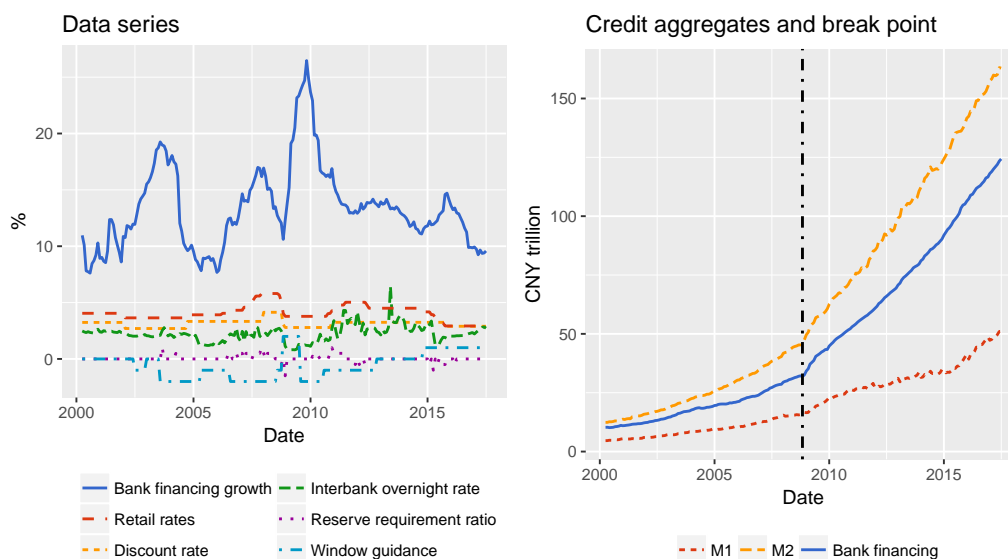 Data series
%
20
10
0
2000 2005 2010 2015
Date
Bank financing growth Interbank overnight rate
Retail rates Reserve requirement ratio
Discount rate Window guidance
Credit aggregates and break point
CNY trillion
150
100
50
0
2000 2005 2010 2015
Date
M1 M2 Bank financing